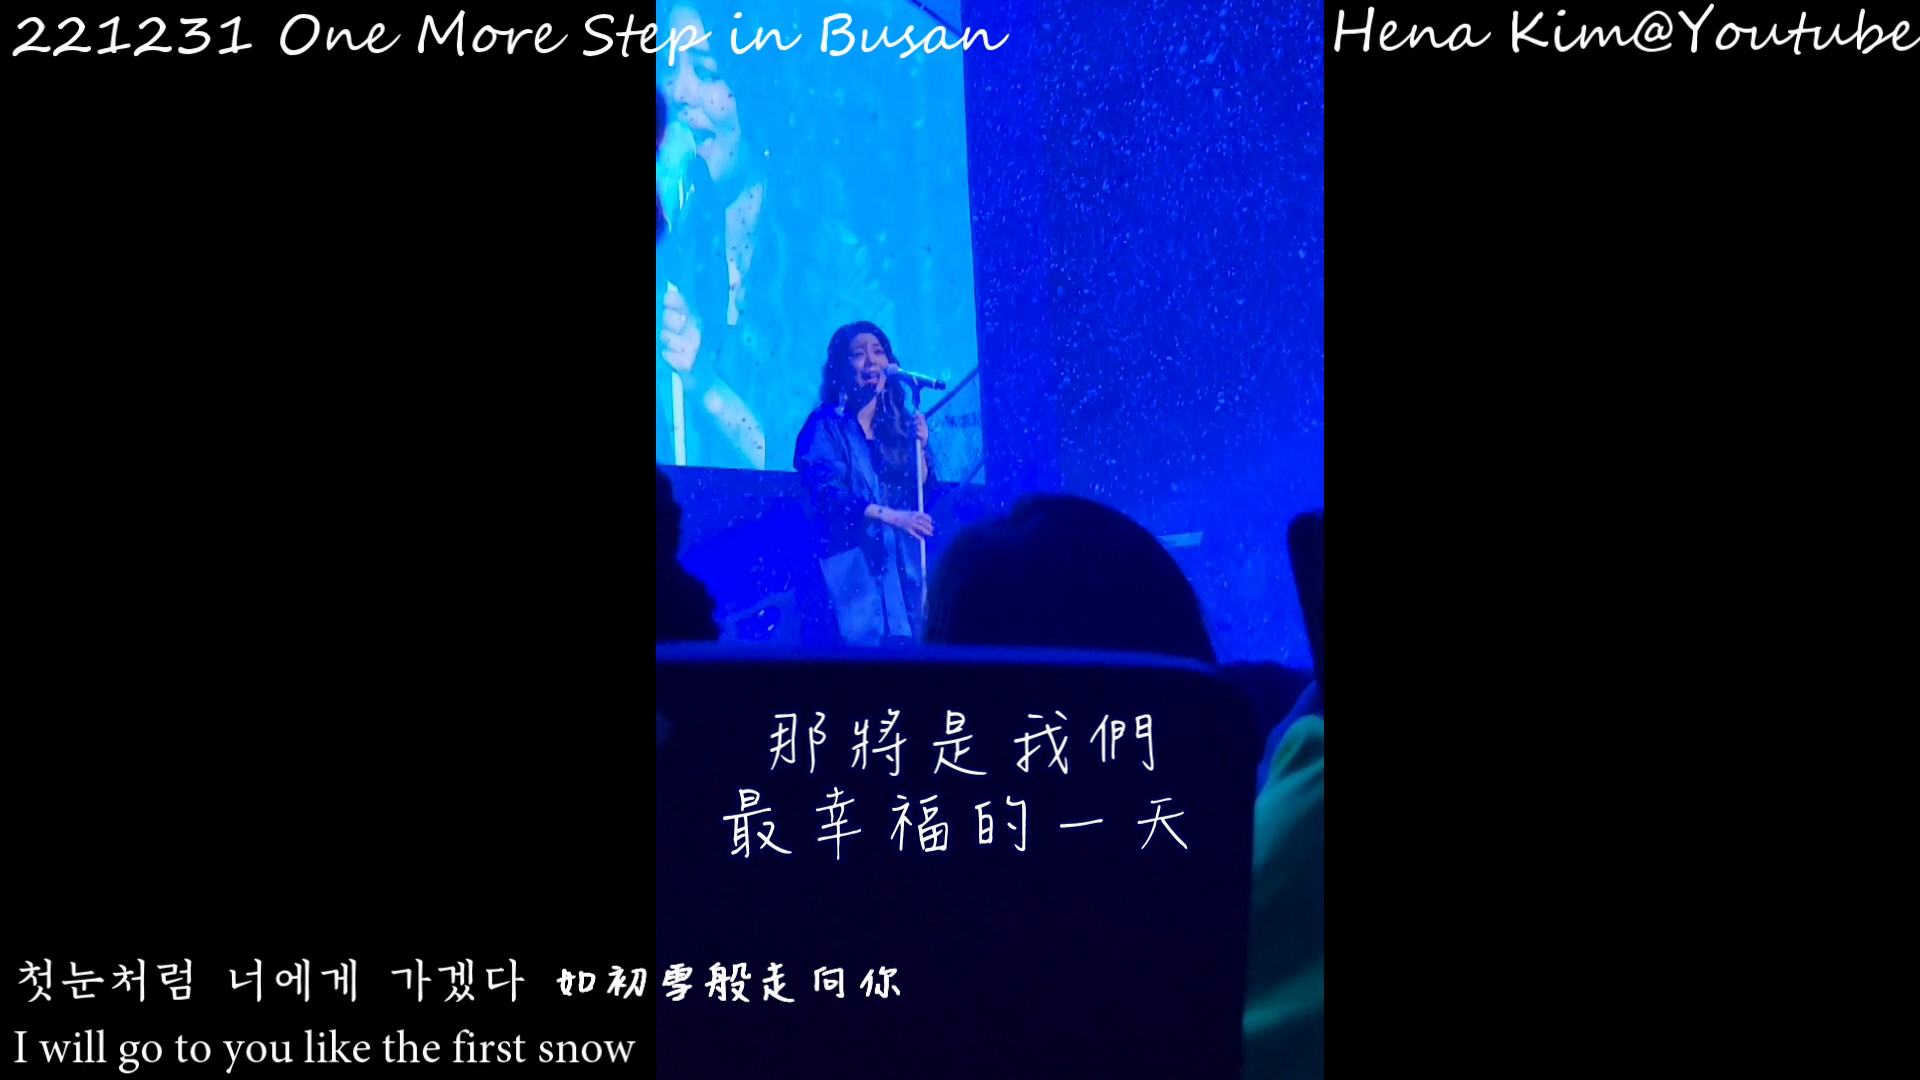 221231 One More Step in Busan
Hena Kim@Youtube
那將是我們
最幸福的一天
첫눈처럼 너에게 가겠다 如初雪般走向你
I will go to you like the first snow